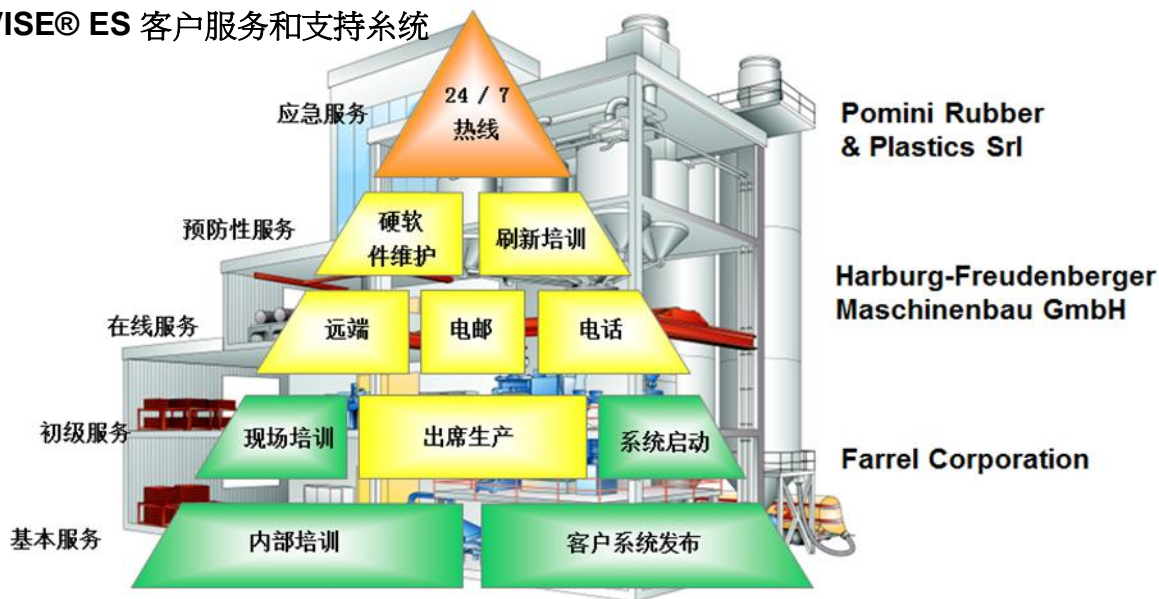 VISE® ES 客户服务和支持系统
应急服务
24 / 7
热线
Pomini Rubber
& Plastics Srl
预防性服务
硬软
件维护
刷新培训
Harburg-Freudenberger
Maschinenbau GmbH
在线服务
远端
电邮
电话
初级服务
现场培训
出席生产
系统启动
Farrel Corporation
基本服务
内部培训
客户系统发布